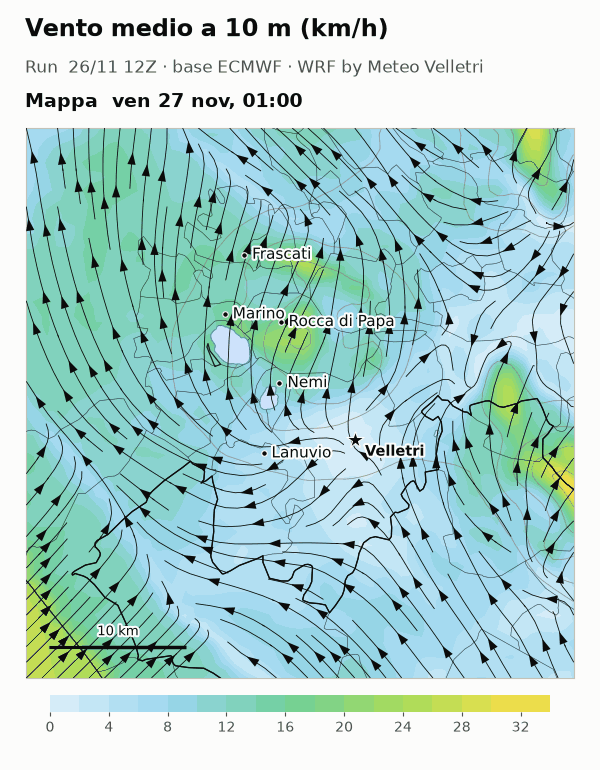 Vento medio a 10 m (km/h)
Run  26/11 12Z · base ECMWF · WRF by Meteo Velletri
Mappa  ven 27 nov, 01:00
Frascati
Marino
Rocca di Papa
Nemi
Velletri
Lanuvio
10 km
0 4 8 12 16 20 24 28 32